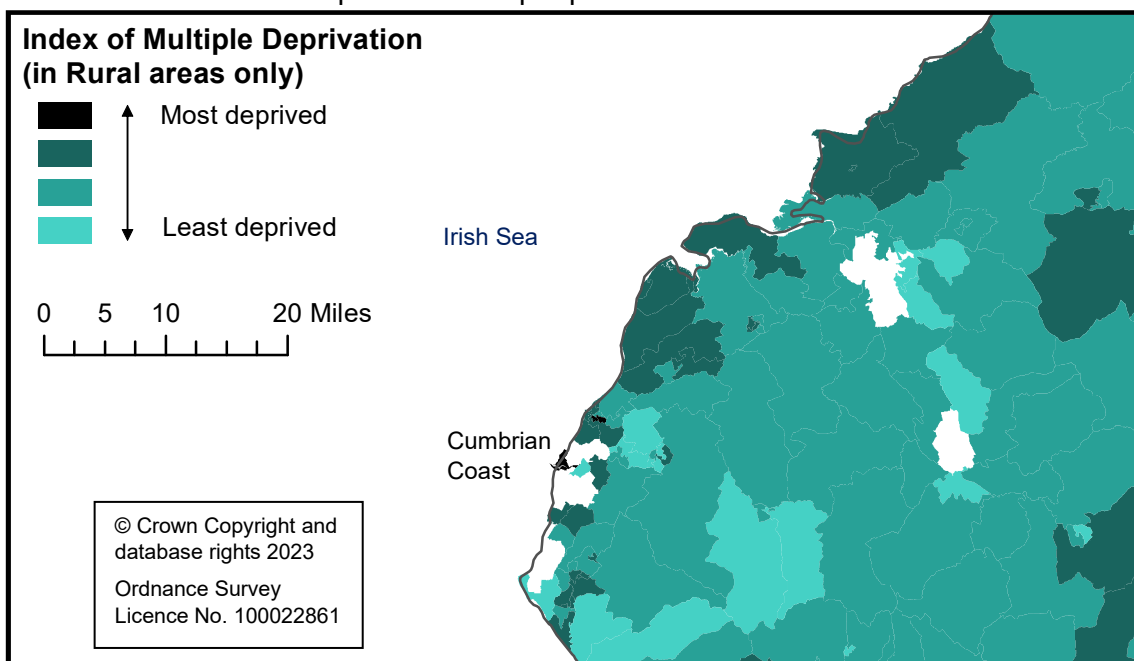 Index of Multiple Deprivation
(in Rural areas only)
Most deprived
Least deprived
Irish Sea
0 5 10 20 Miles
Cumbrian
Coast
© Crown Copyright and
database rights 2023
Ordnance Survey
Licence No. 100022861